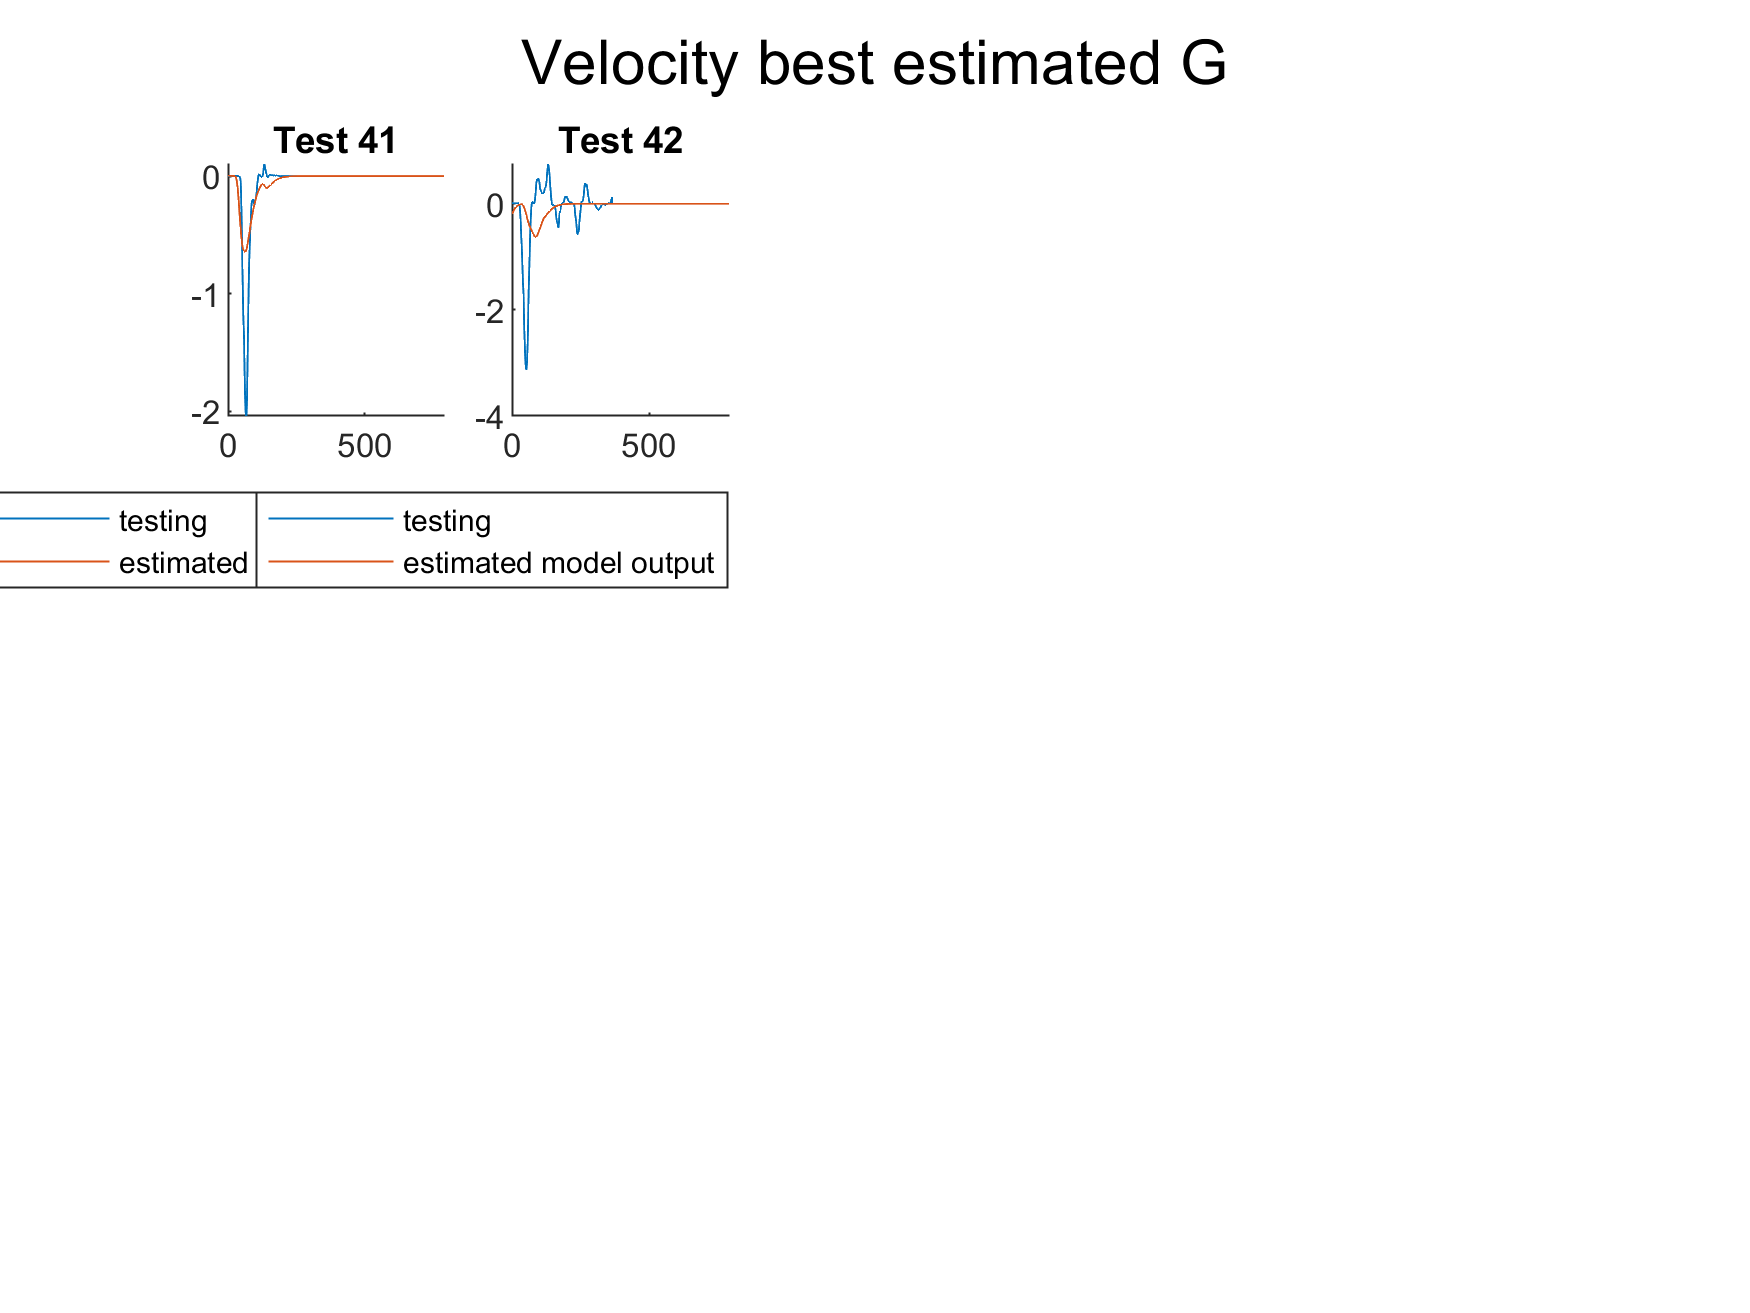 Velocity best estimated G
Test 41
0
-1
-2
0 500
Test 42
0
-2
-4
0 500
testing
estimated
testing
estimated model output